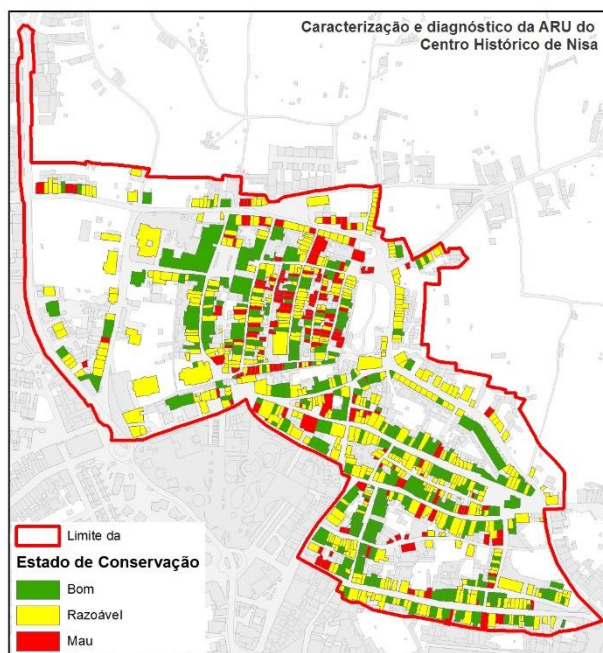 Caracterização e diagnóstico da ARU do
Centro Histórico de Nisa
Limite da
Estado de Conservação
Bom
Razoável
Mau